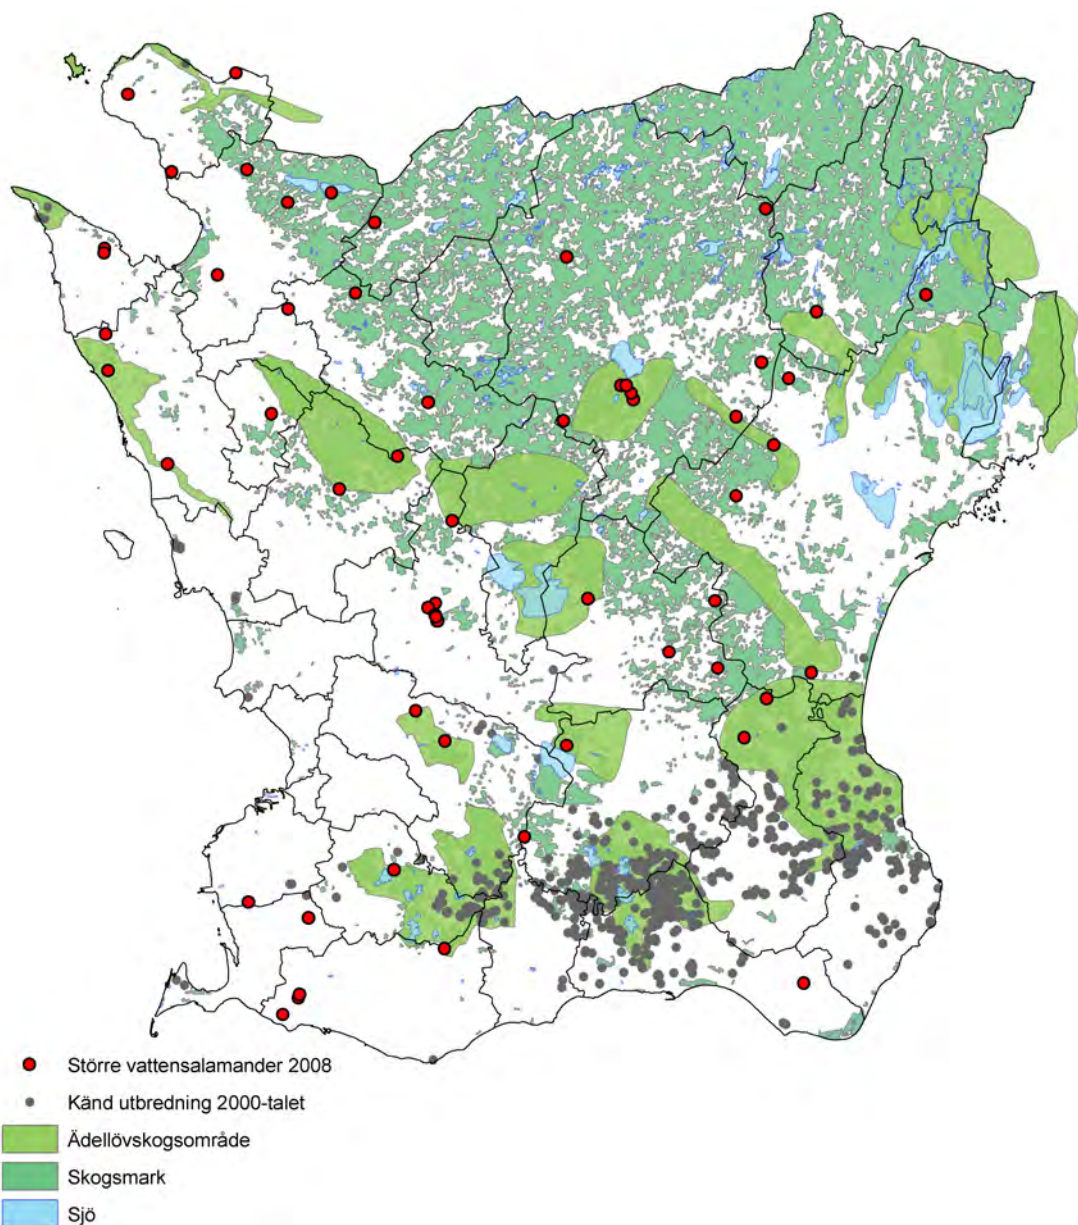 Större vattensalamander 2008
Känd utbredning 2000-talet
Ädellövskogsområde
Skogsmark
Sjö